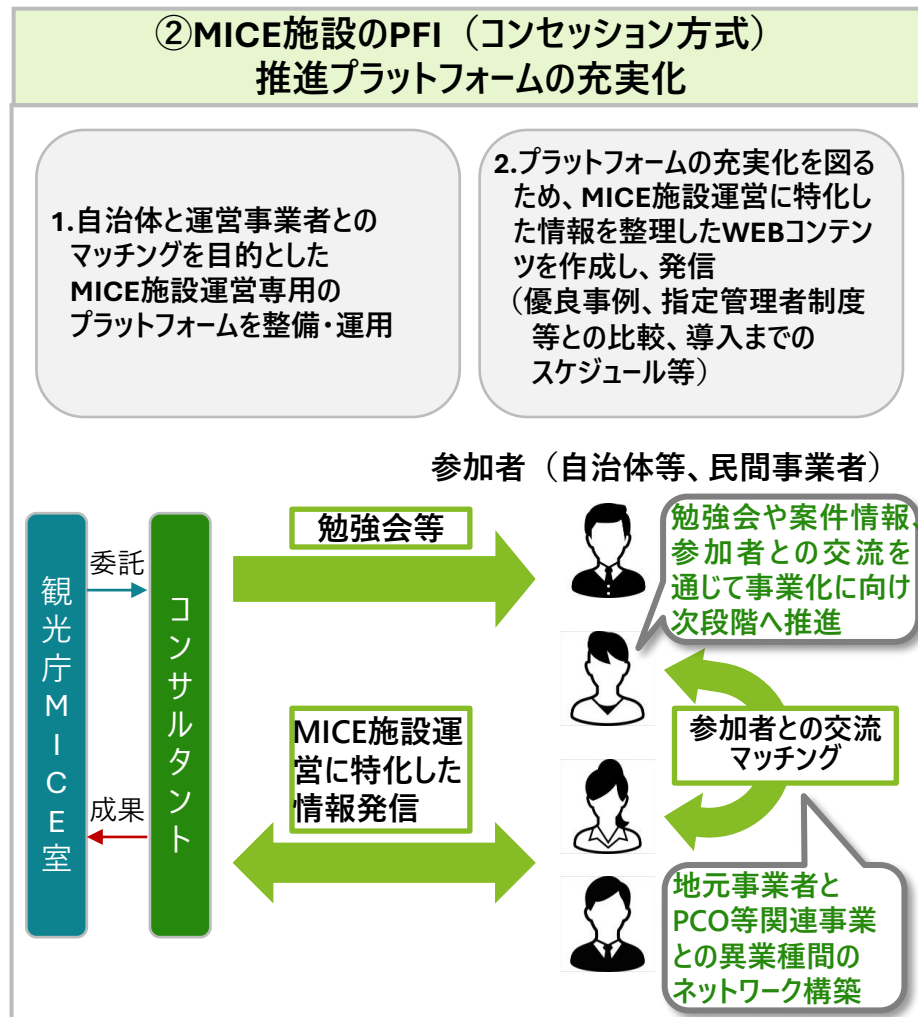 ②MICE施設のPFI（コンセッション方式）
推進プラットフォームの充実化
1.自治体と運営事業者との
マッチングを目的とした
MICE施設運営専用の
プラットフォームを整備・運用
2.プラットフォームの充実化を図る
ため、MICE施設運営に特化し
た情報を整理したWEBコンテン
ツを作成し、発信
（優良事例、指定管理者制度
等との比較、導入までの
スケジュール等）
参加者（自治体等、民間事業者）
観光庁MICE室
委託
成果
コンサルタント
勉強会等
MICE施設運
営に特化した
情報発信
勉強会や案件情報、
参加者との交流を
通じて事業化に向け
次段階へ推進
参加者との交流
マッチング
地元事業者と
PCO等関連事業
との異業種間の
ネットワーク構築